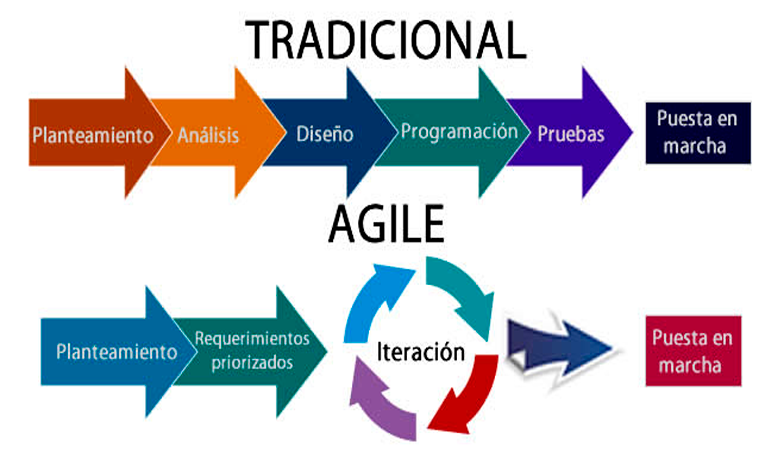 TRADICIONAL
Planteamiento
Análisis
Diseño
Programación
Pruebas
Puesta en
marcha
AGILE
Planteamiento
Requerimientos
priorizados
Iteración
Puesta en
marcha